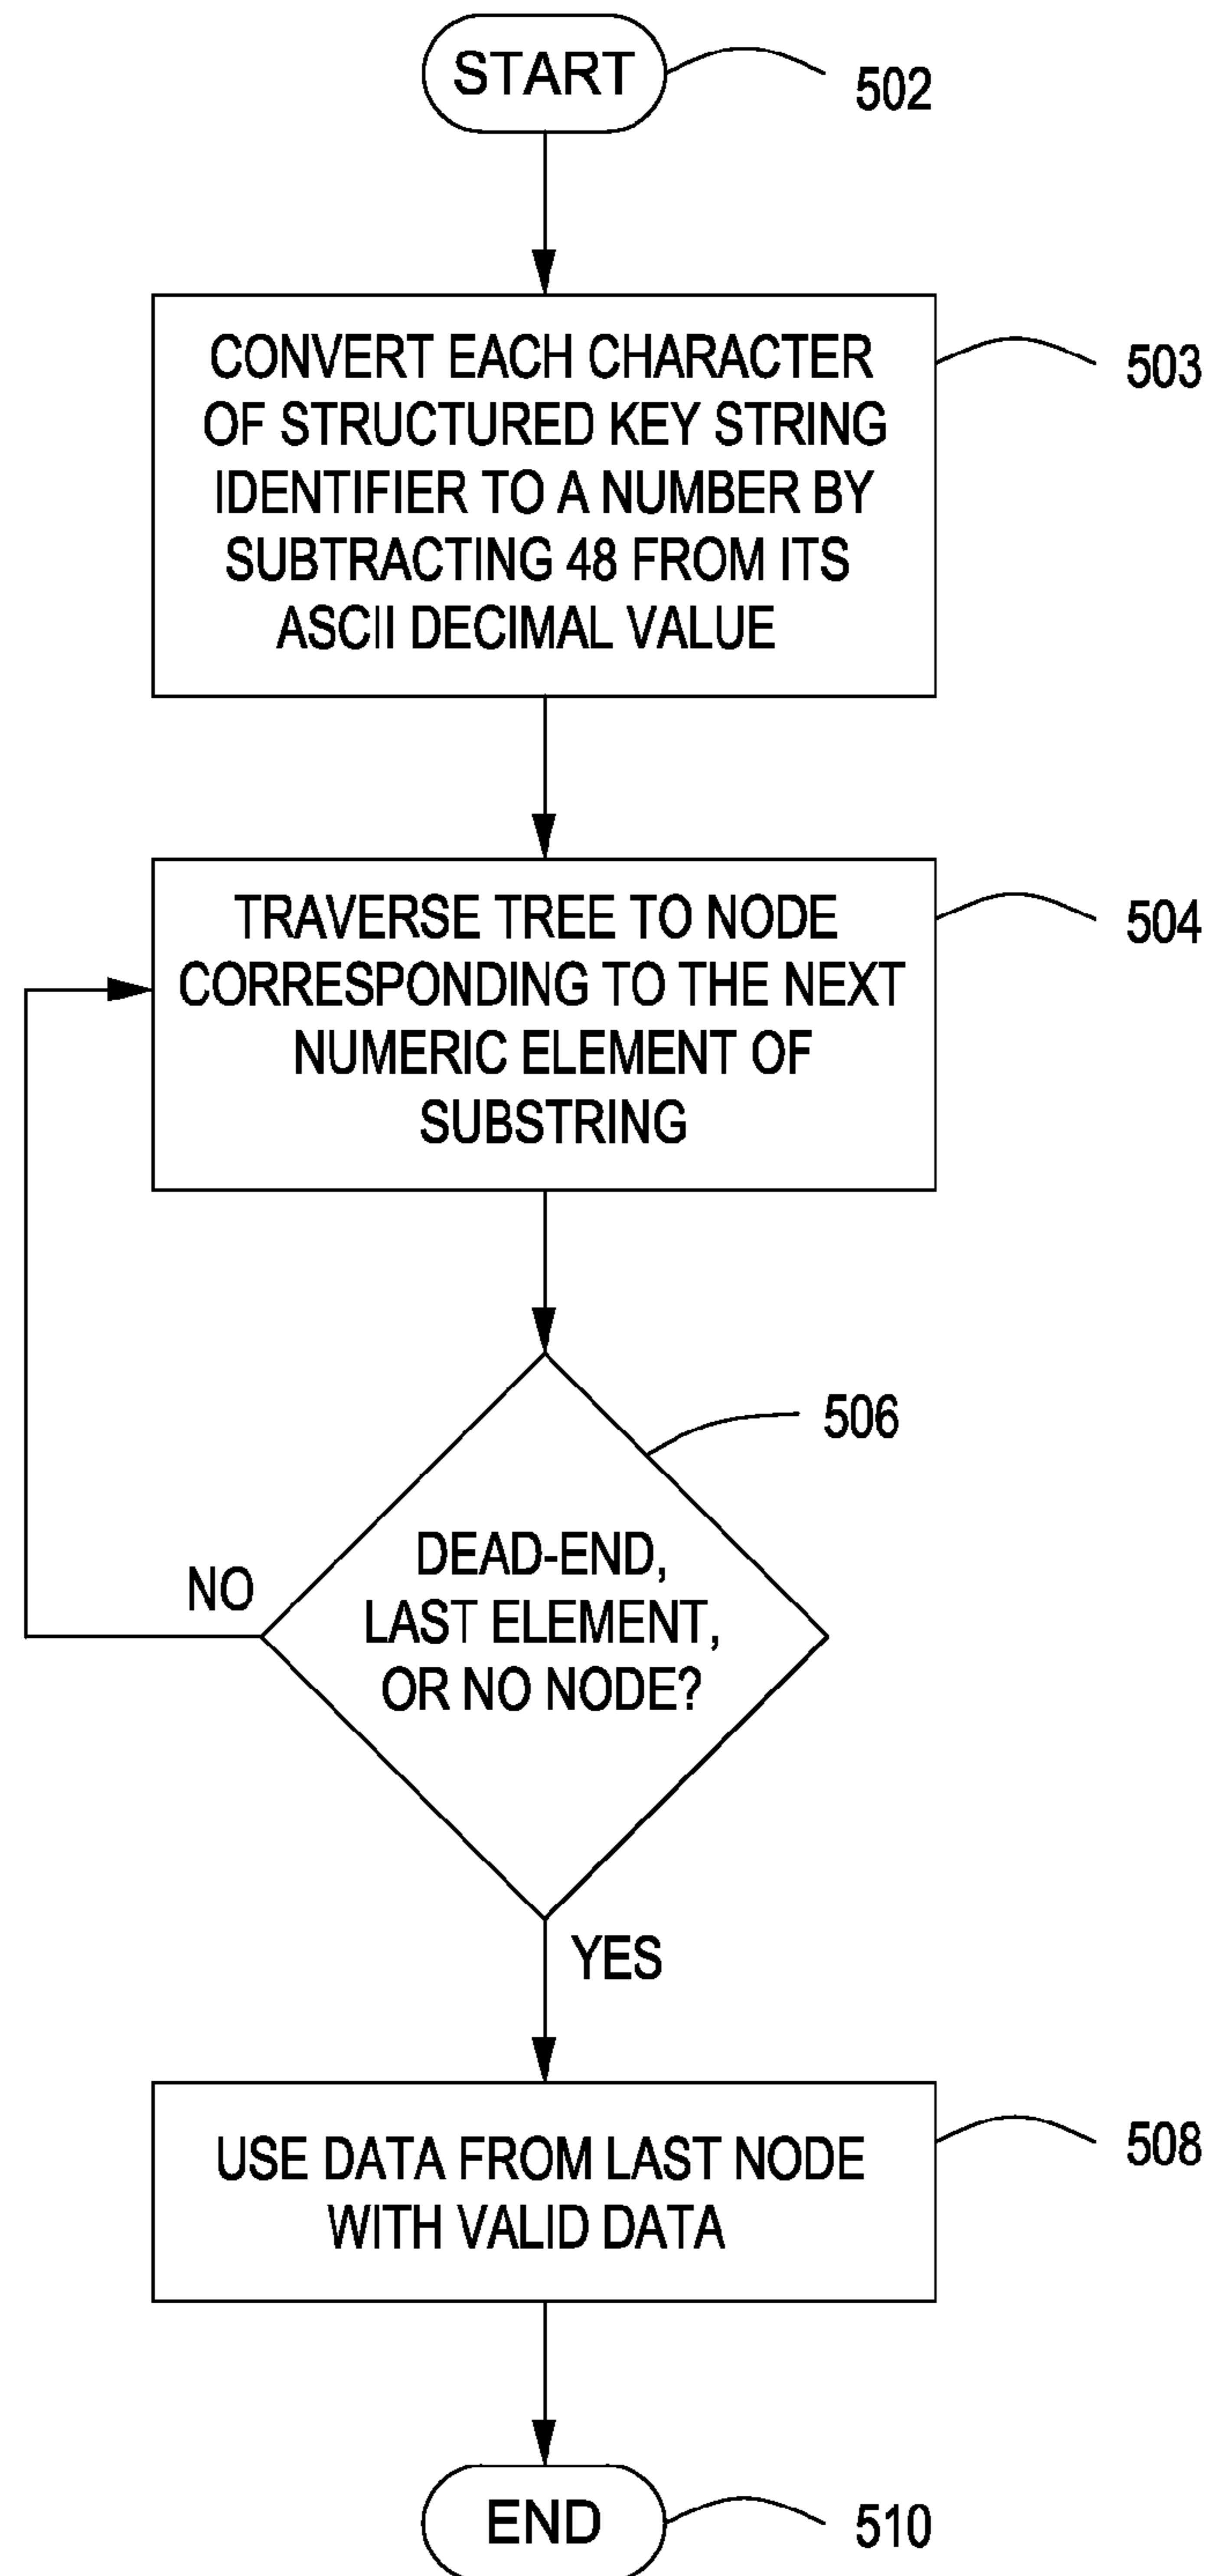 START
502
CONVERT EACH CHARACTER
OF STRUCTURED KEY STRING
IDENTIFIER TO A NUMBER BY
SUBTRACTING 48 FROM ITS
ASCII DECIMAL VALUE
503
TRAVERSE TREE TO NODE
CORRESPONDING TO THE NEXT
NUMERIC ELEMENT OF
SUBSTRING
504
506
DEAD-END,
LAST ELEMENT,
OR NO NODE?
NO
YES
USE DATA FROM LAST NODE
WITH VALID DATA
508
END
510